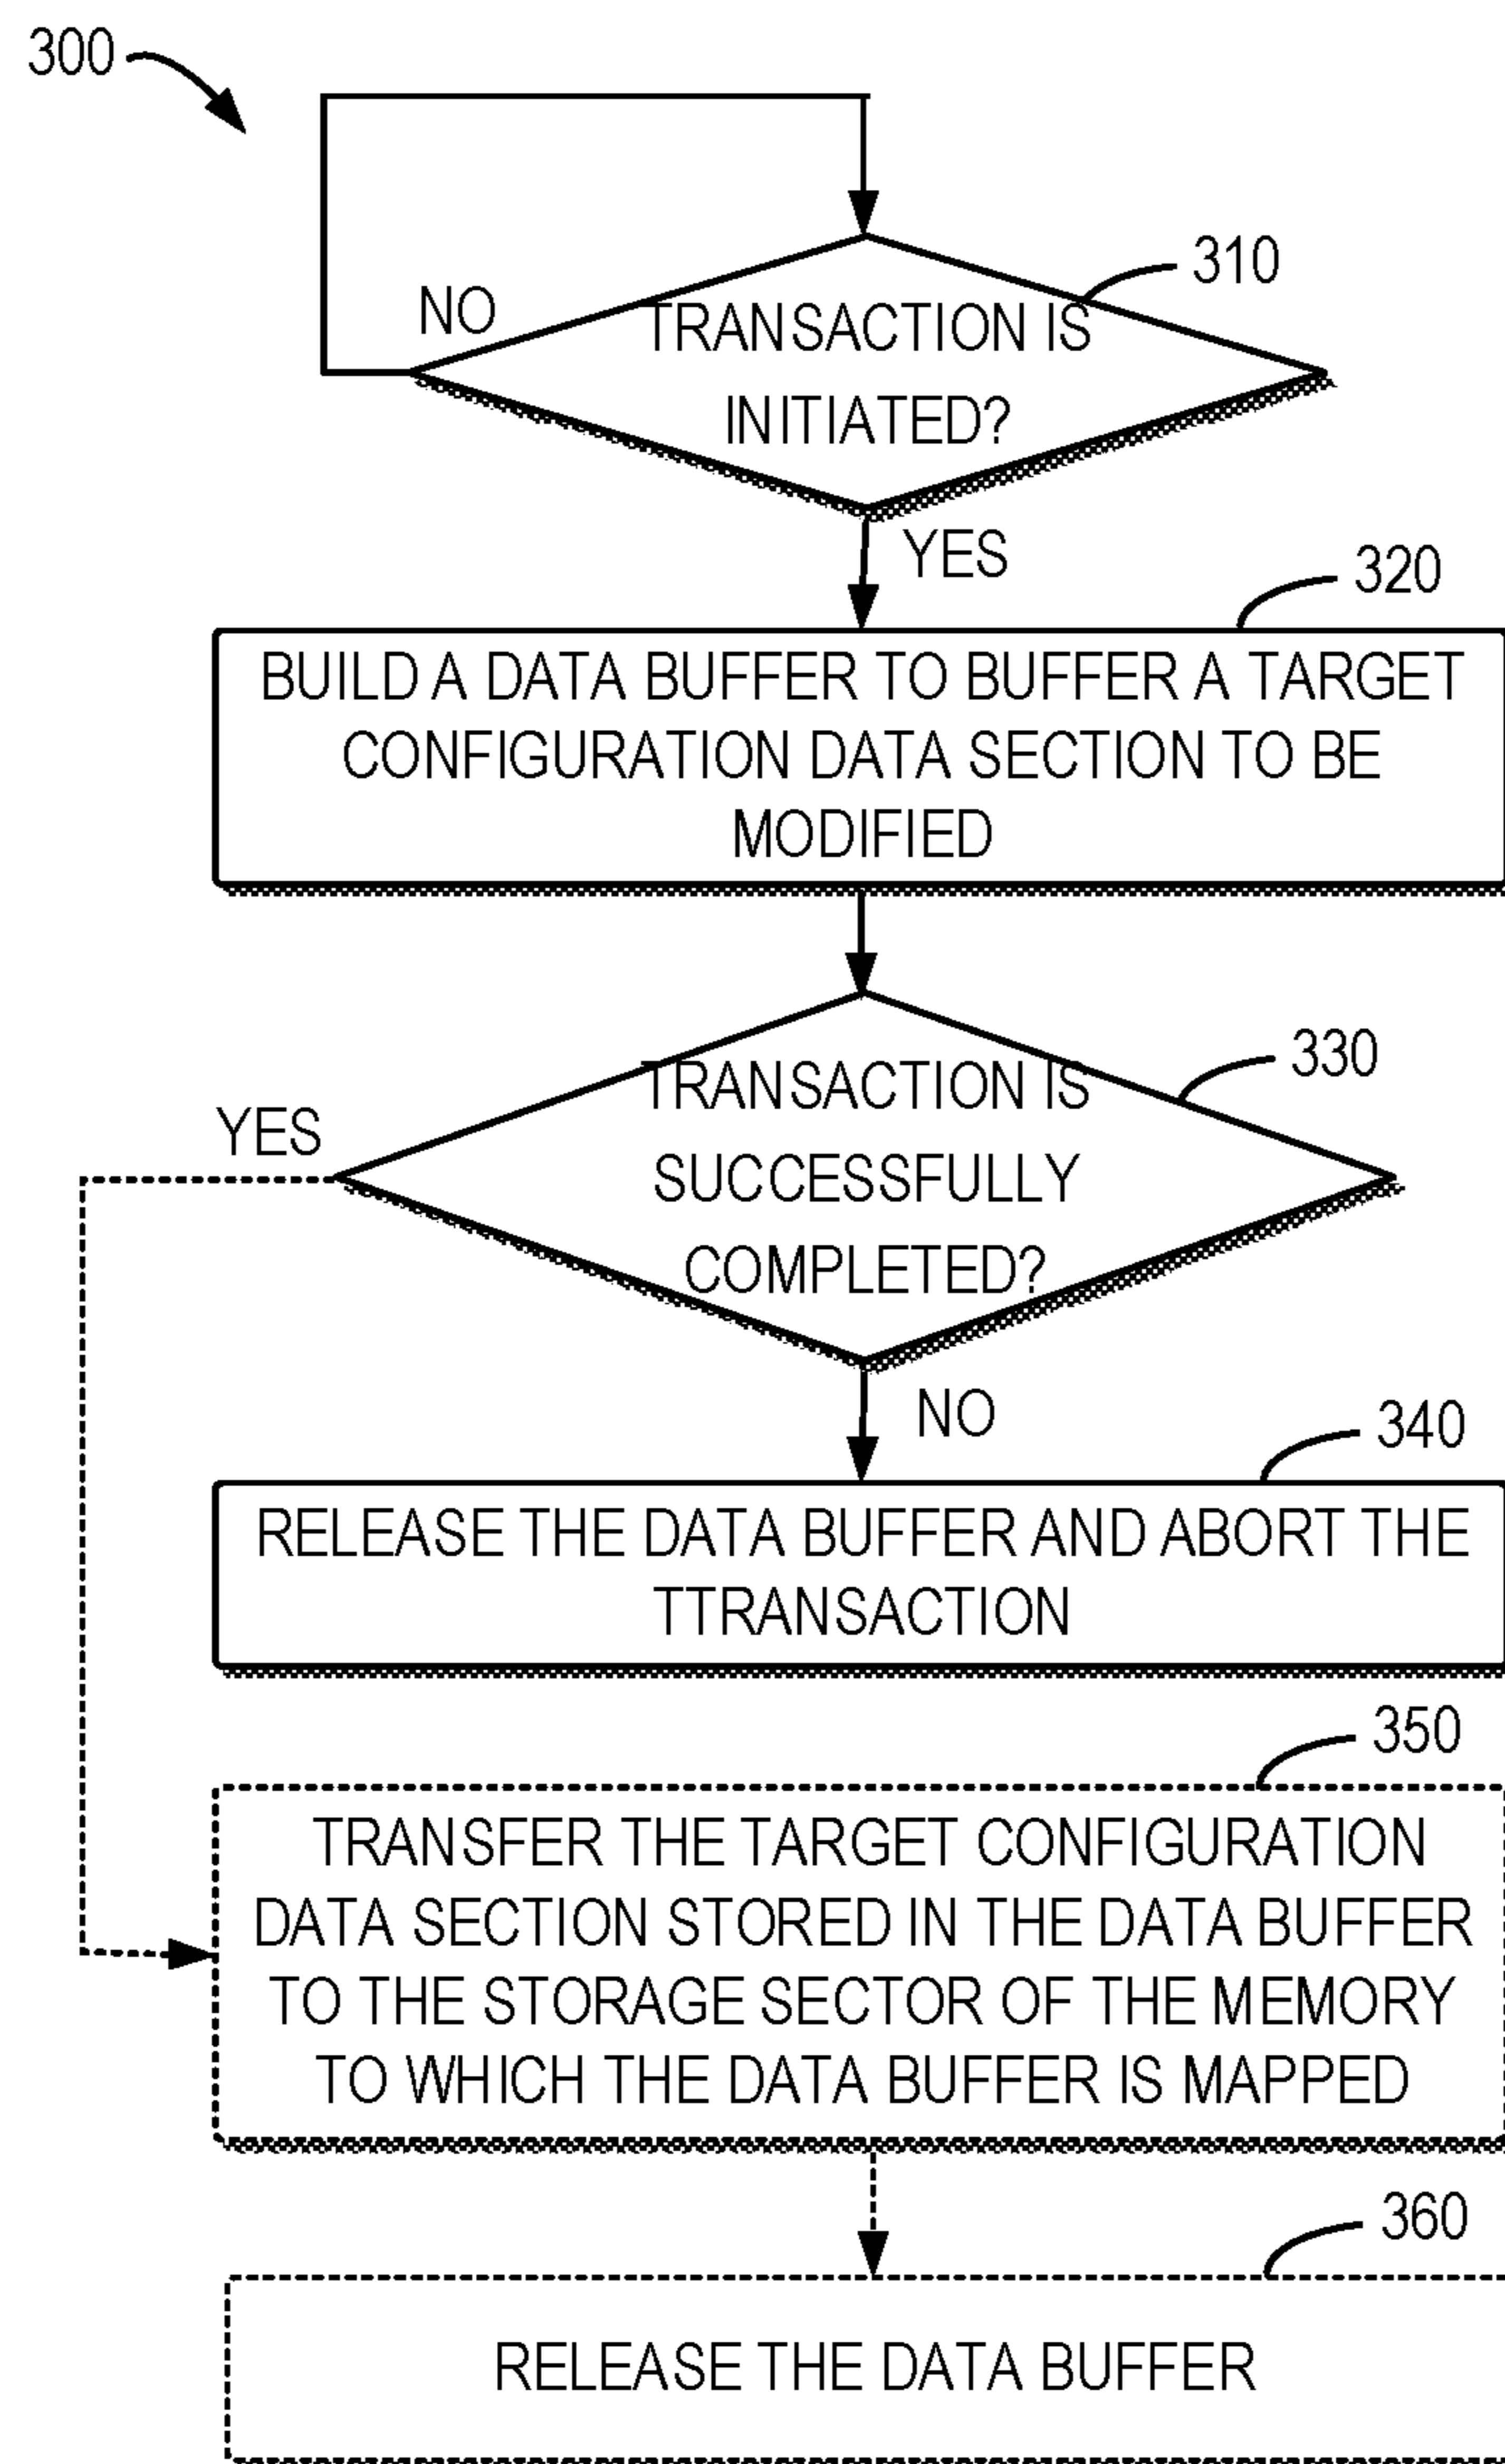 300
310
NO
TRANSACTION IS
INITIATED?
YES
320
BUILD A DATA BUFFER TO BUFFER A TARGET
CONFIGURATION DATA SECTION TO BE
MODIFIED
330
YES
TRANSACTION IS
SUCCESSFULLY
COMPLETED?
NO
340
RELEASE THE DATA BUFFER AND ABORT THE
TTRANSACTION
350
TRANSFER THE TARGET CONFIGURATION
DATA SECTION STORED IN THE DATA BUFFER
TO THE STORAGE SECTOR OF THE MEMORY
TO WHICH THE DATA BUFFER IS MAPPED
360
RELEASE THE DATA BUFFER